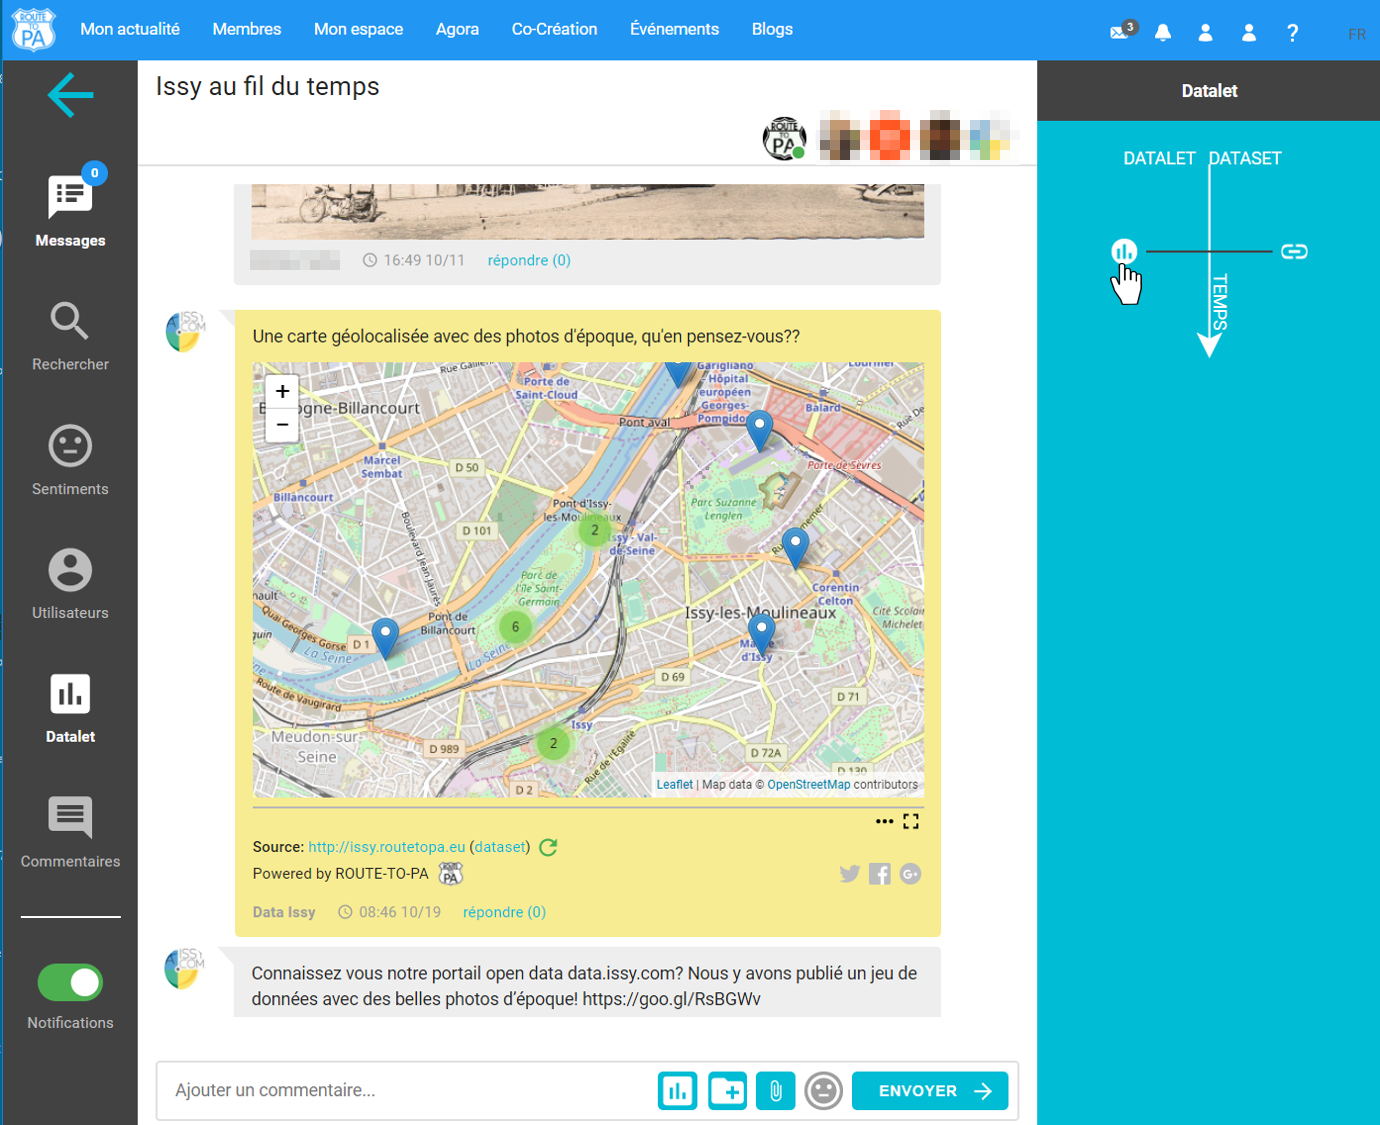 ROUTE TO PA
Mon actualité
Membres
Mon espace
Agora
Co-Création
Événements
Blogs
3
?
FR
Issy au fil du temps
ROUTE TO PA
Datalet
DATALET
DATASET
TEMPS
0
Messages
Rechercher
Sentiments
Utilisateurs
Datalet
Commentaires
Notifications
16:49 10/11
répondre (0)
ISSY
.COM
Une carte géolocalisée avec des photos d'époque, qu'en pensez-vous??
+
−
Porte de
Saint-Cloud
Garigliano
- Hôpital
européen
Georges-
Pompidou
Balard
Lourmel
Pont aval
Porte de Sèvres
Marcel
Sembat
D 50
Billancourt
D 101
Boulevard Jean Jaurès
Pont d'Issy-
les-Moulineaux
2
Issy - Val-
de-Seine
Parc Suzanne
Lenglen
Parc de
l'Île Saint-
Germain
6
Corentin
Celton
Cité Scolaire
Michelet
Issy-les-Moulineaux
Mairie
d'Issy
Pont de
Billancourt
Quai Georges Gorse
D 1
La Seine
La Seine
Route de Vaugirard
D 69
D 71
Meudon-sur-
Seine
D 989
Issy
2
Rue de l'Égalité
D 72A
D 130
D 2
Leaflet | Map data © OpenStreetMap contributors
Source: http://issy.routetopa.eu (dataset)
Powered by ROUTE-TO-PA
Data Issy
08:46 10/19
répondre (0)
ISSY
.COM
Connaissez vous notre portail open data data.issy.com? Nous y avons publié un jeu de
données avec des belles photos d’époque! https://goo.gl/RsBGWv
Ajouter un commentaire...
ENVOYER